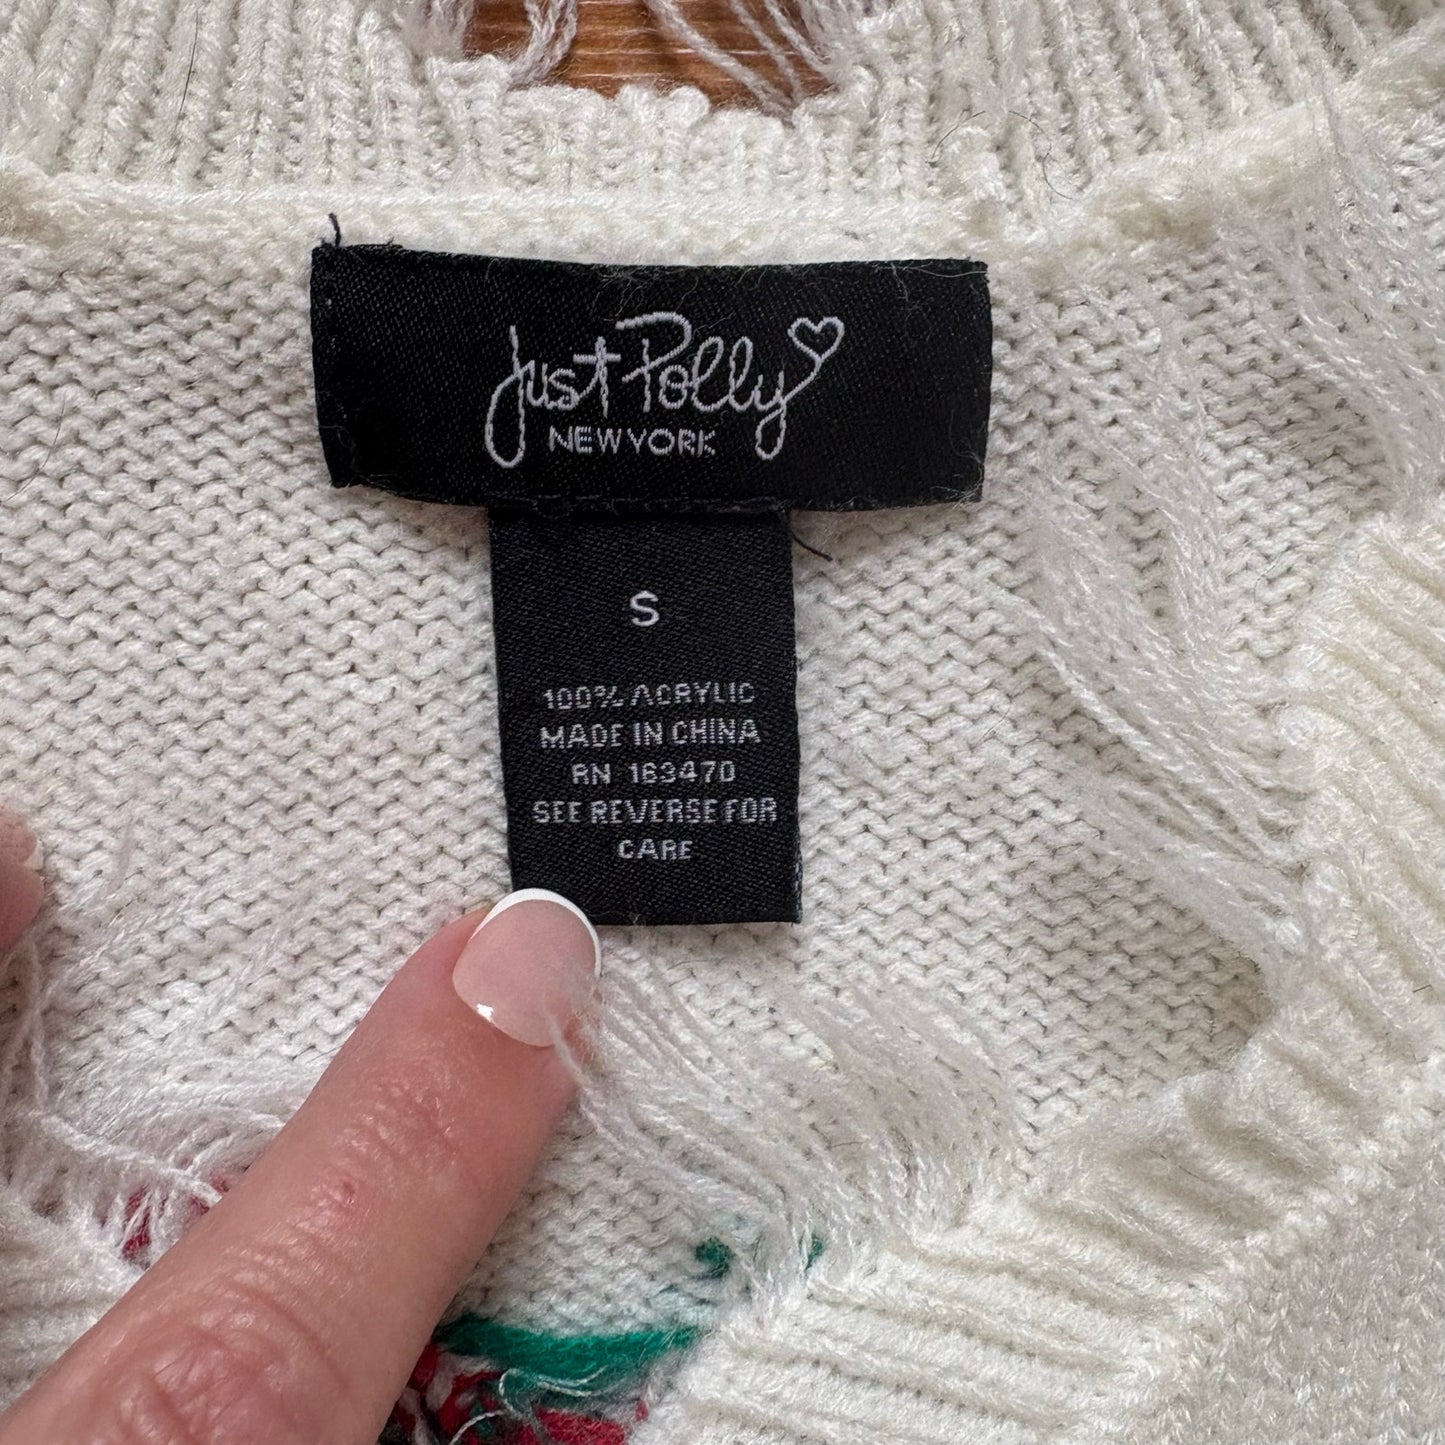 Just Polly
NEW YORK
S
100% ACRYLIC
MADE IN CHINA
RN 163470
SEE REVERSE FOR
CARE